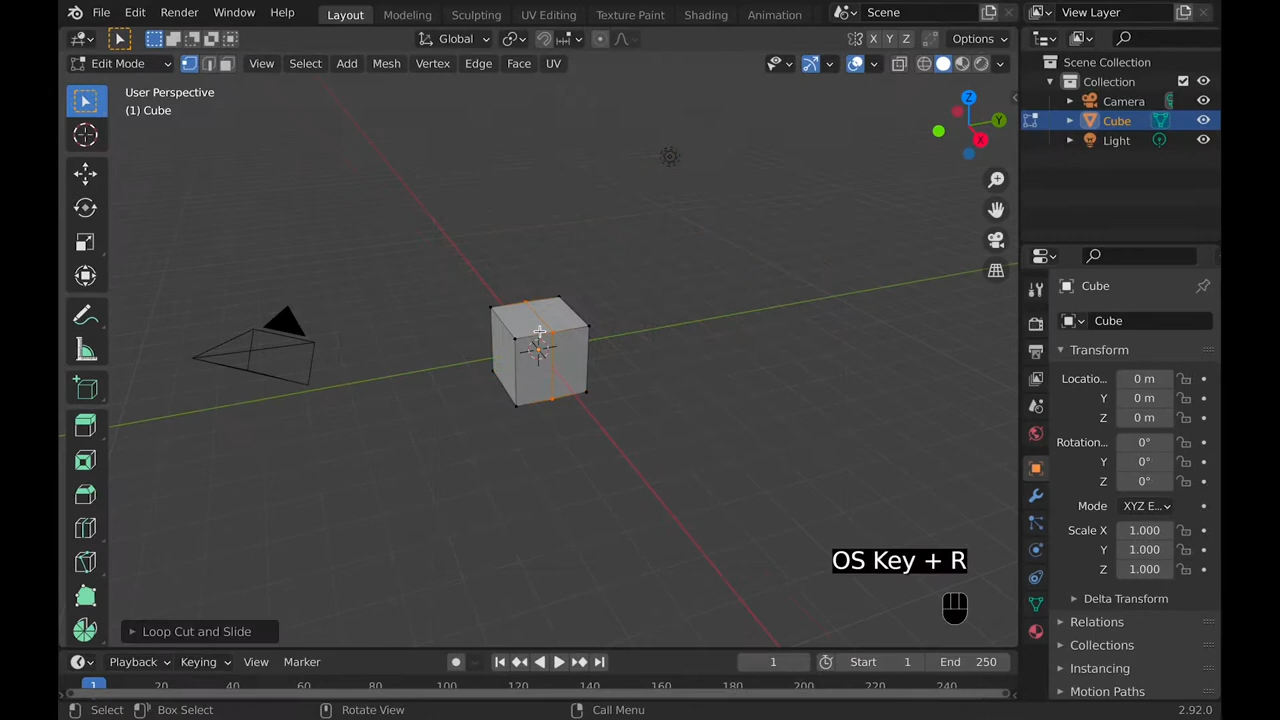 File Edit Render Window Help Layout Modeling Sculpting UV Editing Texture Paint Shading Animation Scene View Layer
Global Options
Edit Mode View Select Add Mesh Vertex Edge Face UV
X Y Z
User Perspective
(1) Cube
Z
Y
X
Scene Collection
Collection
Camera
Cube
Light
Cube
Cube
Transform
Locatio... 0 m
Y 0 m
Z 0 m
Rotation... 0°
Y 0°
Z 0°
Mode XYZ E...
Scale X 1.000
Y 1.000
Z 1.000
Delta Transform
Relations
Collections
Instancing
Motion Paths
OS Key + R
Loop Cut and Slide
Playback Keying View Marker 1 Start 1 End 250
1 20 40 60 80 100 120 140 160 180 200 220 240
Select Box Select Rotate View Call Menu 2.92.0